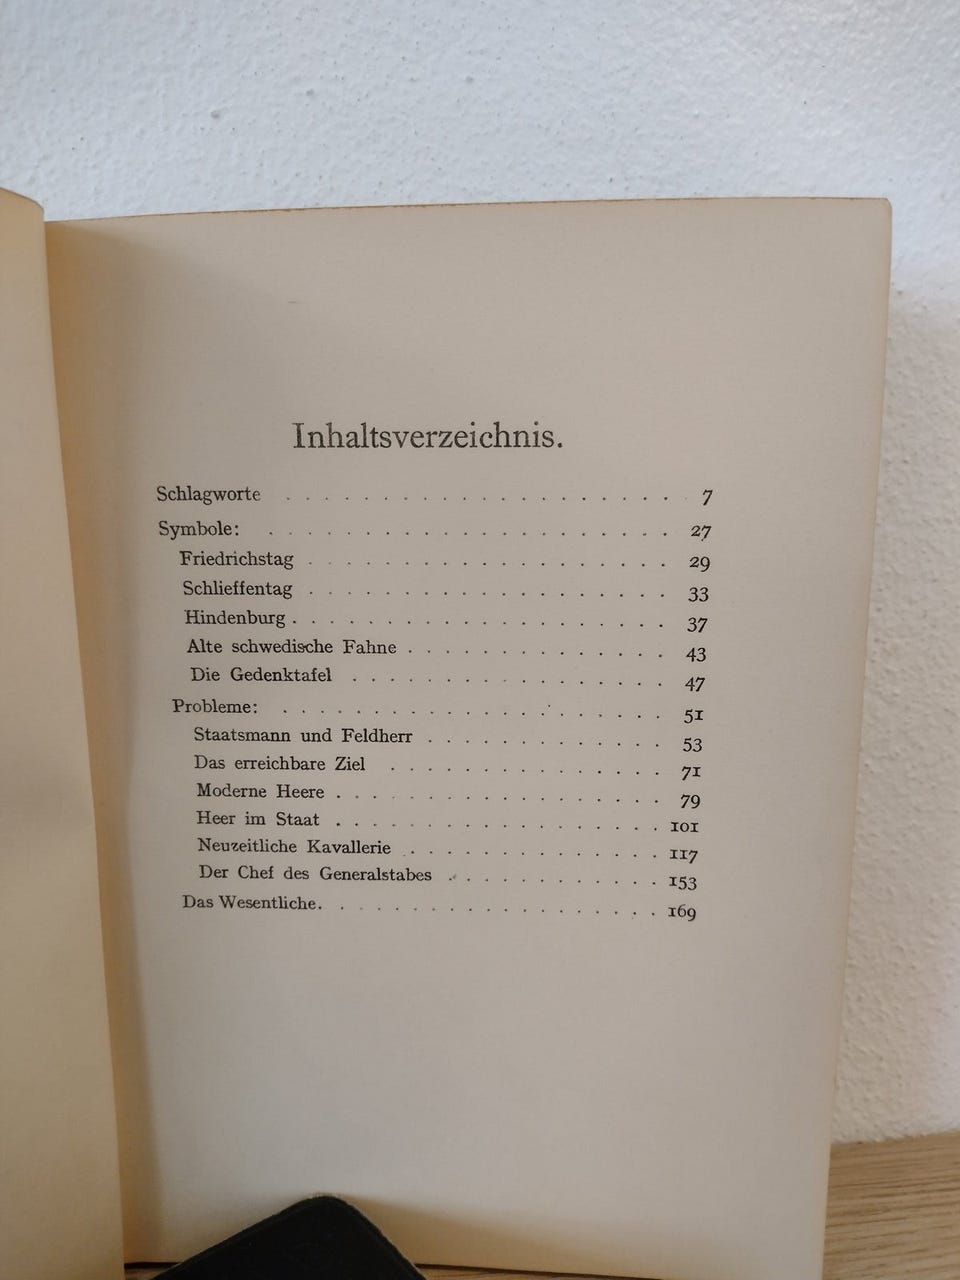 Inhaltsverzeichnis.
Schlagworte . . . . . . . . . . . . . . . . . 7
Symbole: . . . . . . . . . . . . . . . . . 27
Friedrichstag . . . . . . . . . . . . . . . . 29
Schlieffentag . . . . . . . . . . . . . . . . 33
Hindenburg . . . . . . . . . . . . . . . . . 37
Alte schwedische Fahne . . . . . . . . . . . . 43
Die Gedenktafel . . . . . . . . . . . . . . 47
Probleme: . . . . . . . . . . . . . . . . . 51
Staatsmann und Feldherr . . . . . . . . . . . 53
Das erreichbare Ziel . . . . . . . . . . . . . 71
Moderne Heere . . . . . . . . . . . . . . . 79
Heer im Staat . . . . . . . . . . . . . . . 101
Neuzeitliche Kavallerie . . . . . . . . . . . . 117
Der Chef des Generalstabes . . . . . . . . . . 153
Das Wesentliche. . . . . . . . . . . . . . . . 169